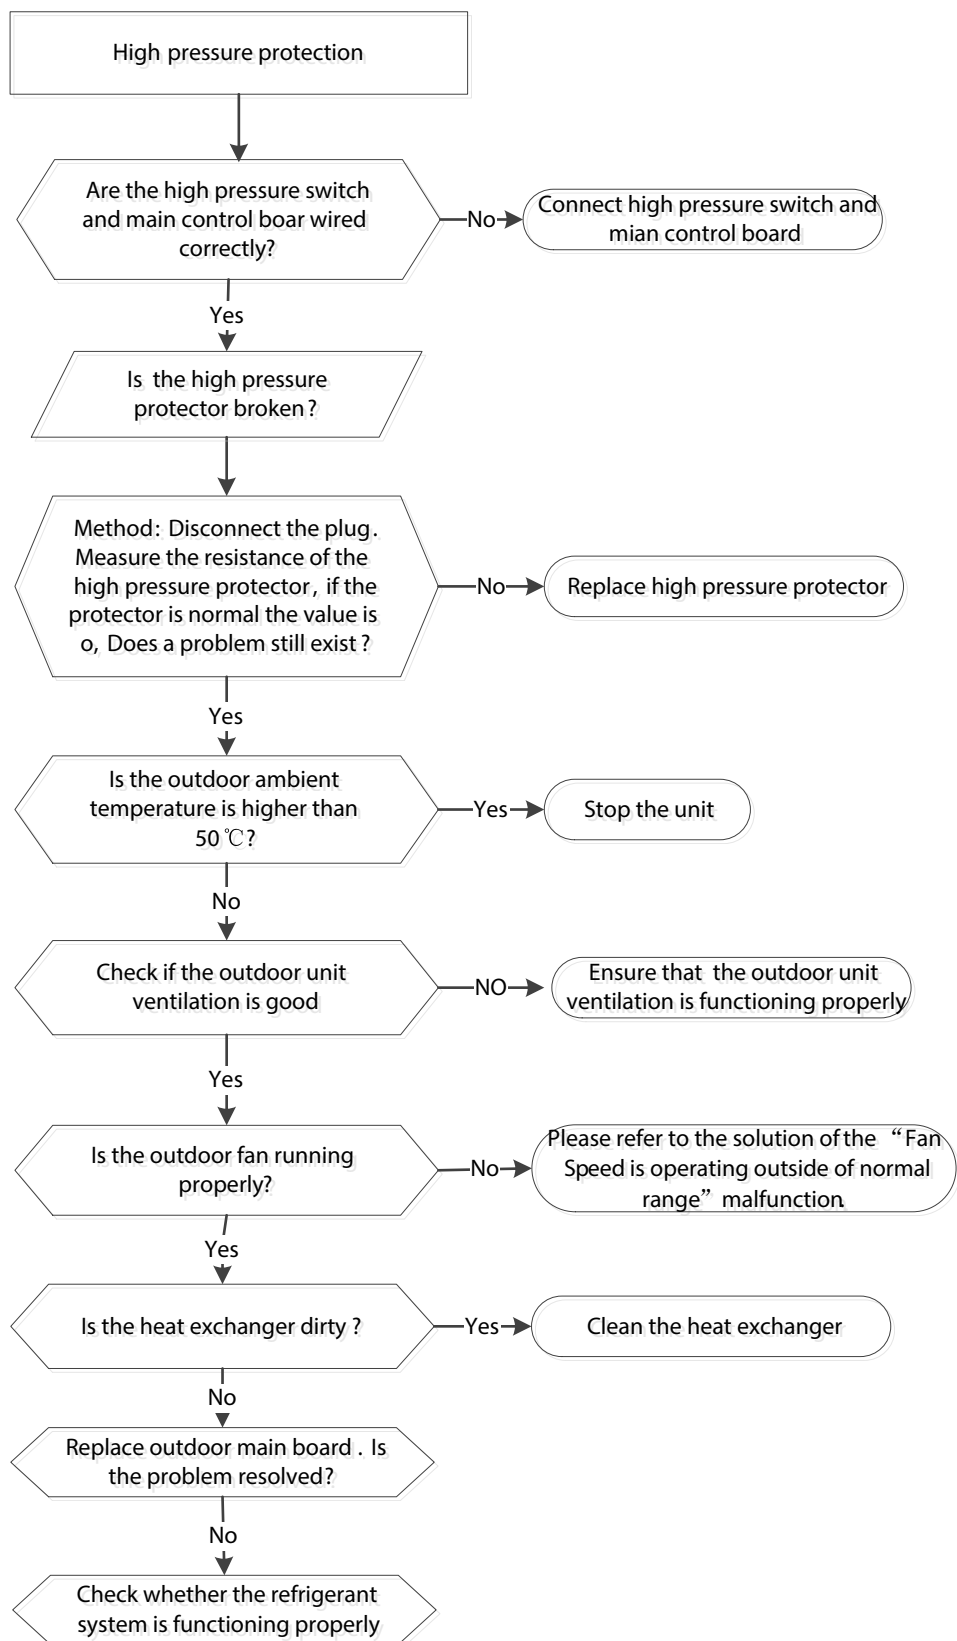 High pressure protection
Are the high pressure switch
and main control boar wired
correctly?
No
Connect high pressure switch and
mian control board
Yes
Is the high pressure
protector broken?
Method: Disconnect the plug.
Measure the resistance of the
high pressure protector, if the
protector is normal the value is
o, Does a problem still exist?
No
Replace high pressure protector
Yes
Is the outdoor ambient
temperature is higher than
50℃?
Yes
Stop the unit
No
Check if the outdoor unit
ventilation is good
NO
Ensure that the outdoor unit
ventilation is functioning properly
Yes
Is the outdoor fan running
properly?
No
Please refer to the solution of the “Fan
Speed is operating outside of normal
range” malfunction.
Yes
Is the heat exchanger dirty?
Yes
Clean the heat exchanger
No
Replace outdoor main board. Is
the problem resolved?
No
Check whether the refrigerant
system is functioning properly